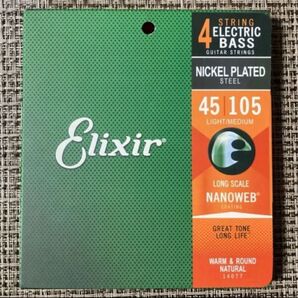 4 STRING
ELECTRIC
BASS
GUITAR STRINGS
NICKEL PLATED
STEEL
45 | 105
LIGHT/MEDIUM
Elixir
LONG SCALE
NANOWEB®
COATING
GREAT TONE
LONG LIFE
WARM & ROUND
NATURAL
14077